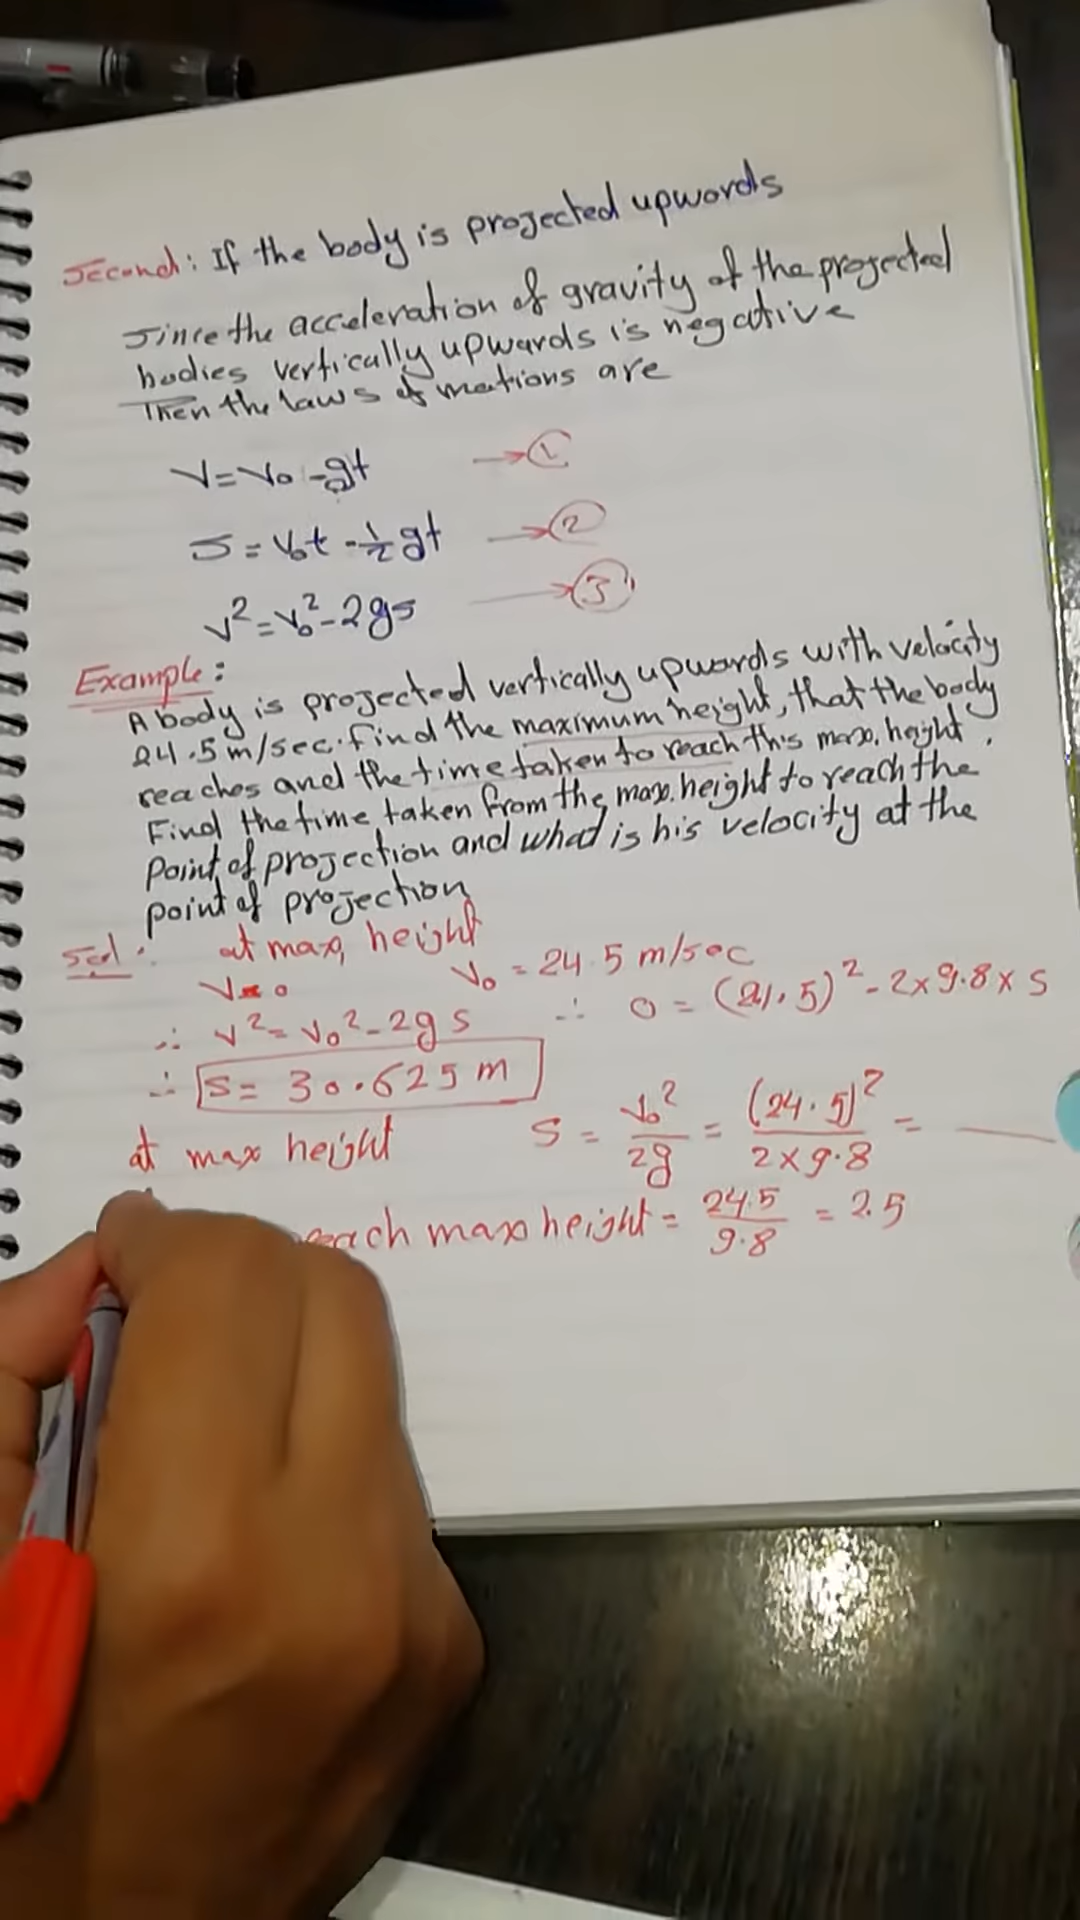 Second: If the body is projected upwords
Since the acceleration of gravity of the projected
bodies vertically upwards is negative
Then the laws of motions are
V=V₀-gt → 1
S = V₀t - ½gt → 2
V² = V₀² - 2gs → 3
Example:
A body is projected vertically upwards with velocity
24.5 m/sec. find the maximum height, that the body
reaches and the time taken to reach this max. height.
Find the time taken from the max. height to reach the
point of projection and what is his velocity at the
point of projection
Sol: at max, height
V = 0 V₀ = 24.5 m/sec
∴ V² = V₀² - 2gs ∴ 0 = (24.5)² - 2×9.8×S
∴ S = 30.625 m
at max height S = V₀²/2g = (24.5)²/2×9.8 =
each max height = 24.5/9.8 = 2.5